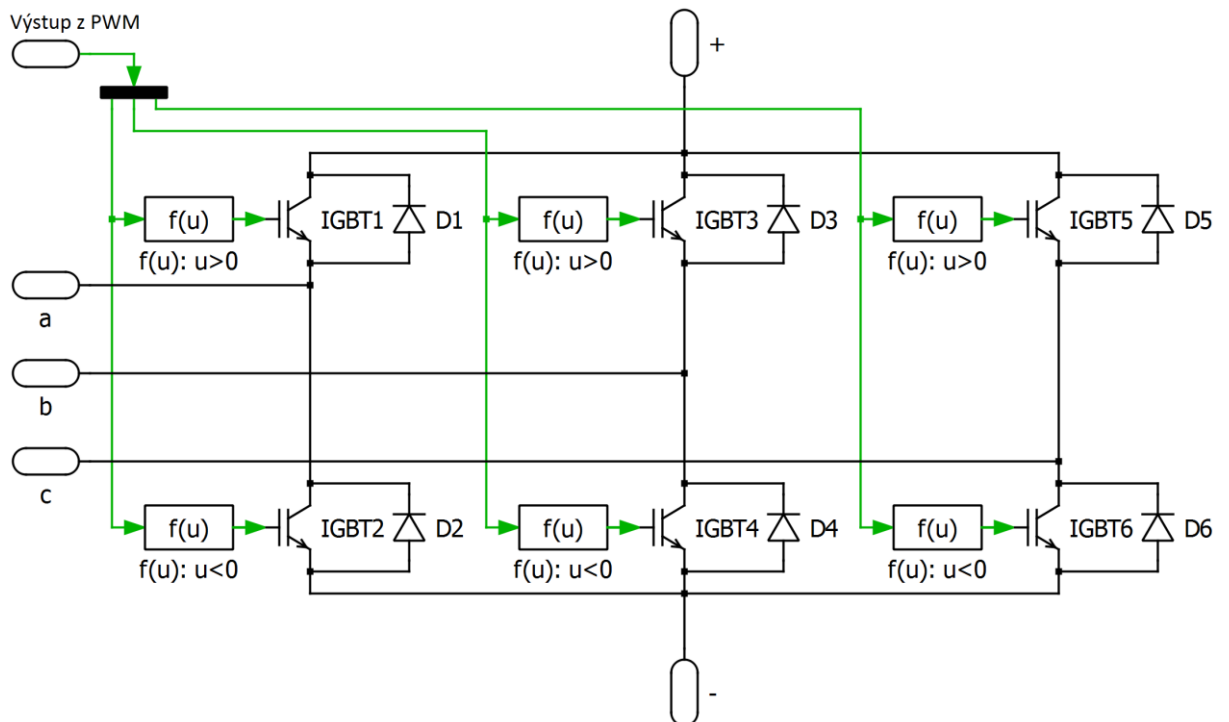 Výstup z PWM
+
f(u)
IGBT1
D1
f(u)
IGBT3
D3
f(u)
IGBT5
D5
f(u): u>0
f(u): u>0
f(u): u>0
a
b
c
f(u)
IGBT2
D2
f(u)
IGBT4
D4
f(u)
IGBT6
D6
f(u): u<0
f(u): u<0
f(u): u<0
-